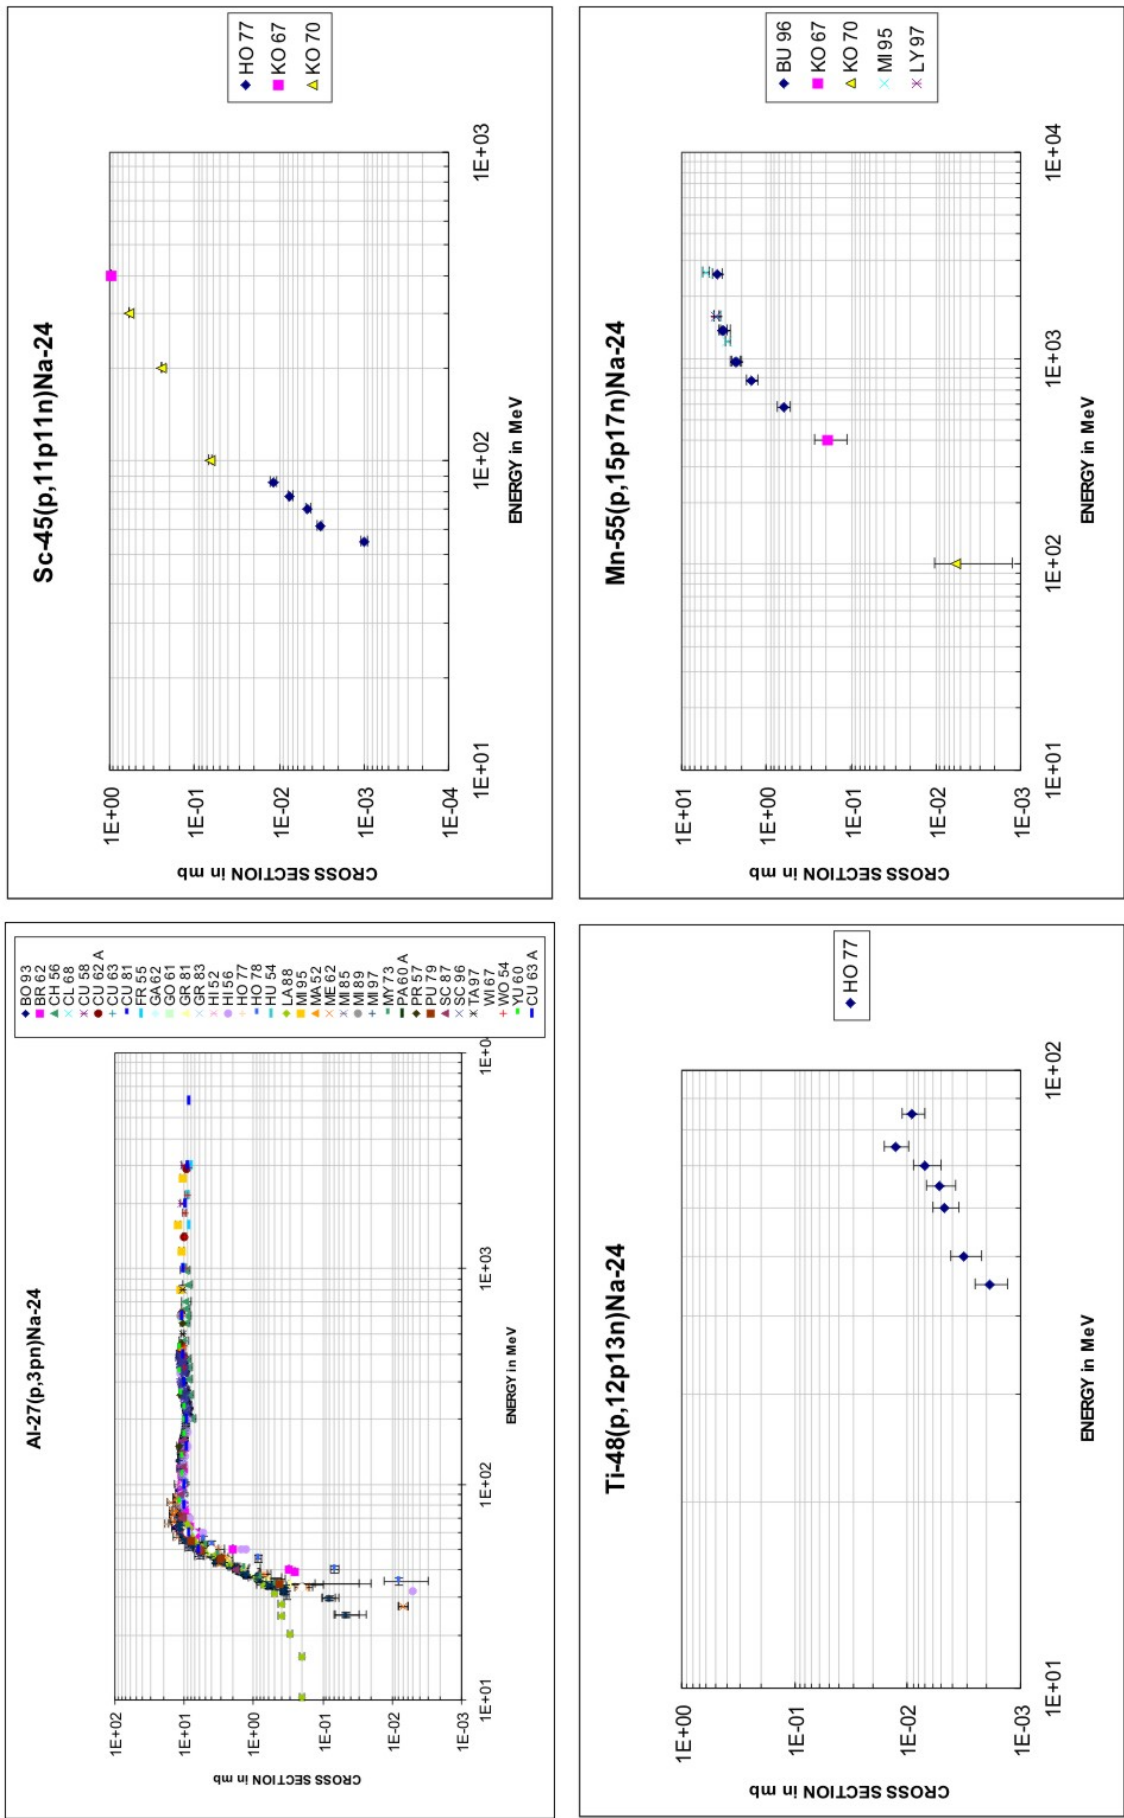 Sc-45(p,11p11n)Na-24
CROSS SECTION in mb
1E+00
1E-01
1E-02
1E-03
1E-04
1E+01
1E+02
1E+03
ENERGY in MeV
HO 77
KO 67
KO 70
Mn-55(p,15p17n)Na-24
CROSS SECTION in mb
1E+01
1E+00
1E-01
1E-02
1E-03
1E+01
1E+02
1E+03
1E+04
ENERGY in MeV
BU 96
KO 67
KO 70
MI 95
LY 97
Al-27(p,3pn)Na-24
CROSS SECTION in mb
1E+02
1E+01
1E+00
1E-01
1E-02
1E-03
1E+01
1E+02
1E+03
1E+0
ENERGY in MeV
BO 93
BR 62
CH 56
CL 68
CU 58
CU 62 A
CU 63
CU 81
FR 55
GA 62
GO 61
GR 81
GR 83
HI 52
HI 56
HO 77
HO 78
HU 54
LA 88
MI 95
MA 52
ME 62
MI 85
MI 89
MI 97
MY 73
PA 60 A
PR 57
PU 79
SC 87
SC 96
TA 97
WI 67
WO 54
YU 60
CU 63 A
Ti-48(p,12p13n)Na-24
CROSS SECTION in mb
1E+00
1E-01
1E-02
1E-03
1E+01
1E+02
ENERGY in MeV
HO 77